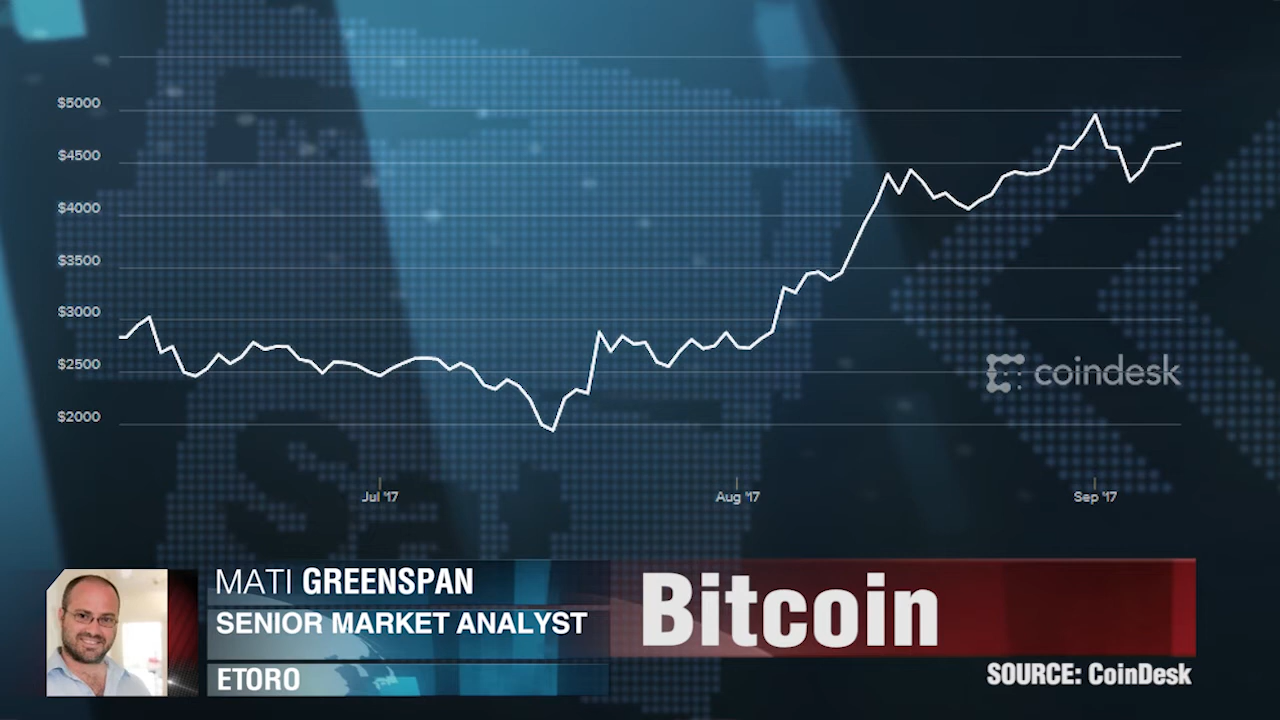 $5000
$4500
$4000
$3500
$3000
$2500
$2000
coindesk
Jul '17
Aug '17
Sep '17
MATI GREENSPAN
SENIOR MARKET ANALYST
ETORO
Bitcoin
SOURCE: CoinDesk